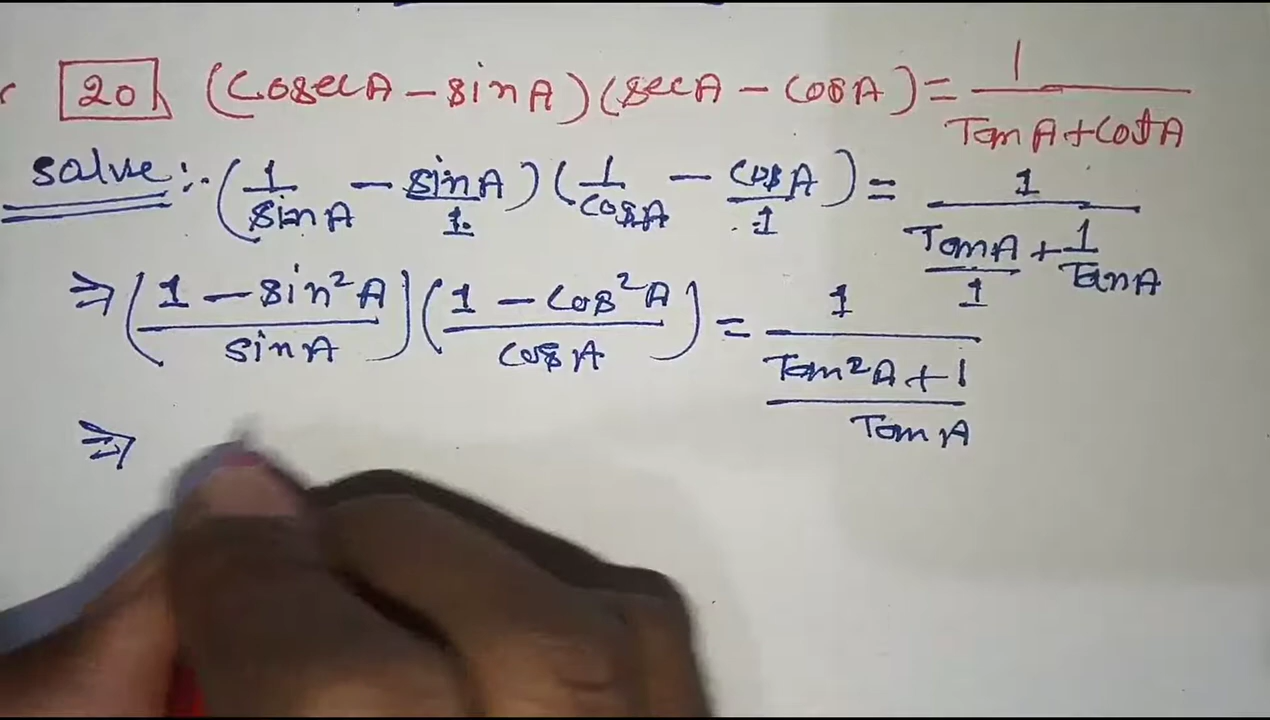 20 (CosecA - sinA)(secA - cosA) = 1/(TanA + CotA)
Solve:- (1/sinA - sinA/1)(1/cosA - cosA/1) = 1/(TanA/1 + 1/TanA)
⇒ ((1 - sin²A)/sinA)((1 - cos²A)/cosA) = 1/((Tan²A + 1)/TanA)
⇒